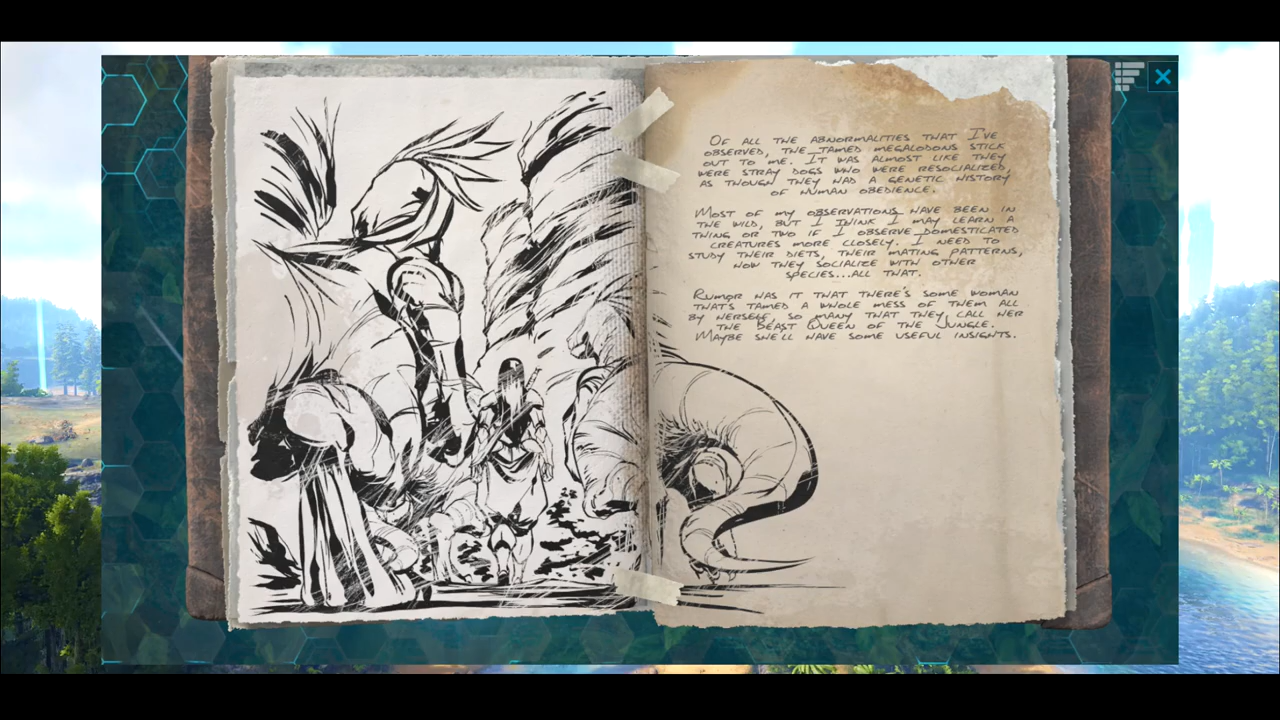 Of all the abnormalities that I've
observed, the tamed megalodons stick
out to me. It was almost like they
were stray dogs who were resocialized,
as though they had a genetic history
of human obedience.
Most of my observations have been in
the wild, but I think I may learn a
thing or two if I observe domesticated
creatures more closely. I need to
study their diets, their mating patterns,
how they socialize with other
species...all that.
Rumor has it that there's some woman
that's tamed a whole mess of them all
by herself, so many that they call her
the Beast Queen of the Jungle.
Maybe she'll have some useful insights.